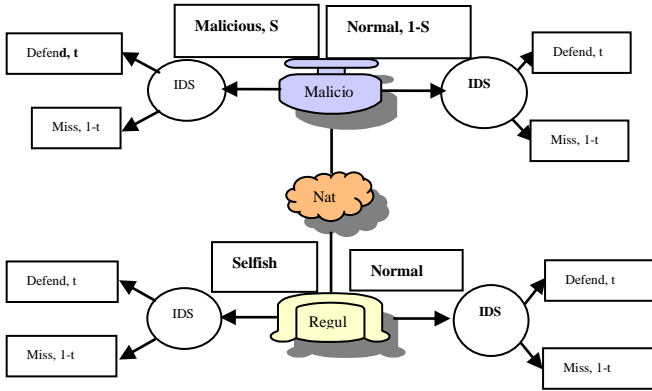 Malicious, S
Normal, 1-S
Defend, t
IDS
Malicio
IDS
Defend, t
Miss, 1-t
Miss, 1-t
Nat
Selfish
Normal
Defend, t
IDS
Regul
IDS
Defend, t
Miss, 1-t
Miss, 1-t